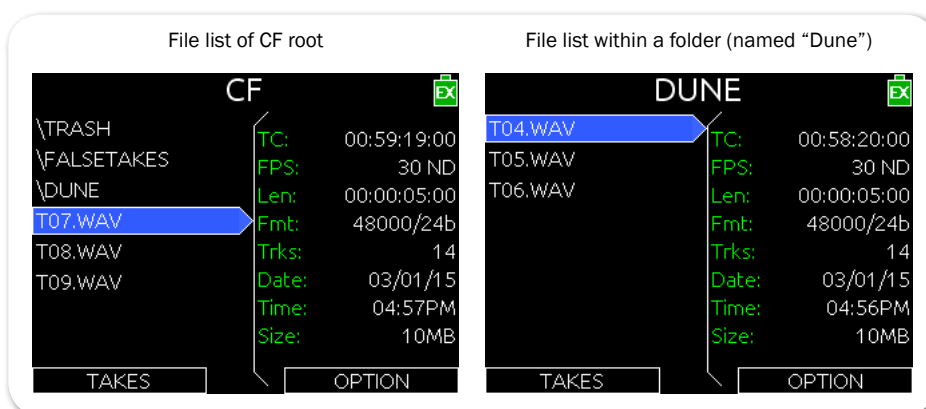 File list of CF root
CF
EX
\TRASH
\FALSETAKES
\DUNE
T07.WAV
T08.WAV
T09.WAV
TC: 00:59:19:00
FPS: 30 ND
Len: 00:00:05:00
Fmt: 48000/24b
Trks: 14
Date: 03/01/15
Time: 04:57PM
Size: 10MB
TAKES
OPTION
File list within a folder (named “Dune”)
DUNE
EX
T04.WAV
T05.WAV
T06.WAV
TC: 00:58:20:00
FPS: 30 ND
Len: 00:00:05:00
Fmt: 48000/24b
Trks: 14
Date: 03/01/15
Time: 04:56PM
Size: 10MB
TAKES
OPTION